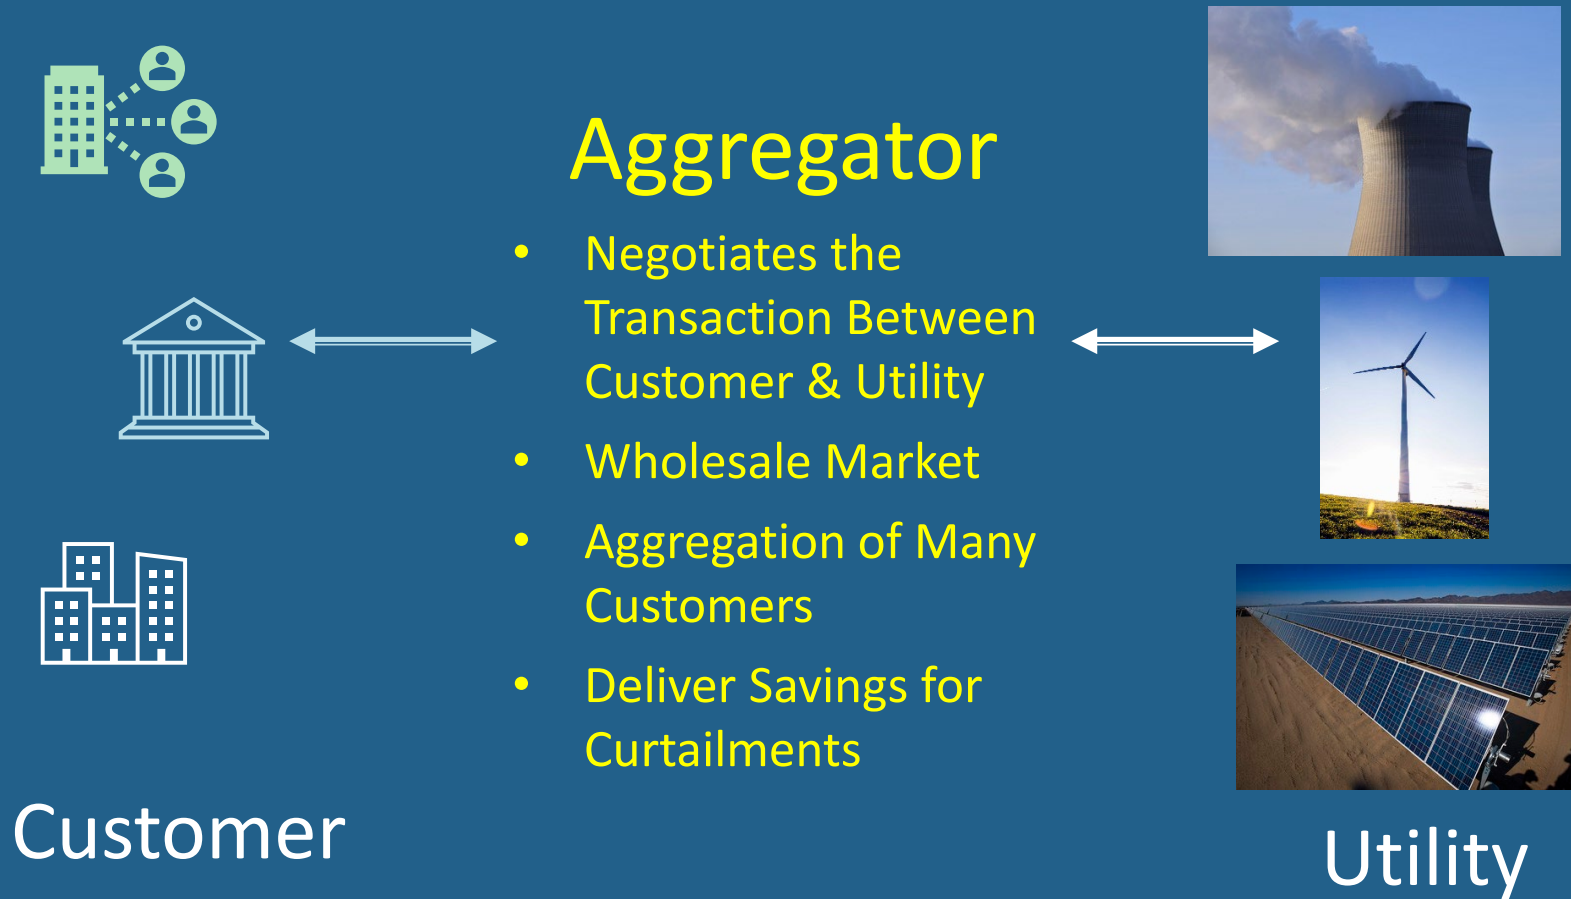 Aggregator
• Negotiates the
Transaction Between
Customer & Utility
• Wholesale Market
• Aggregation of Many
Customers
• Deliver Savings for
Curtailments
Customer
Utility